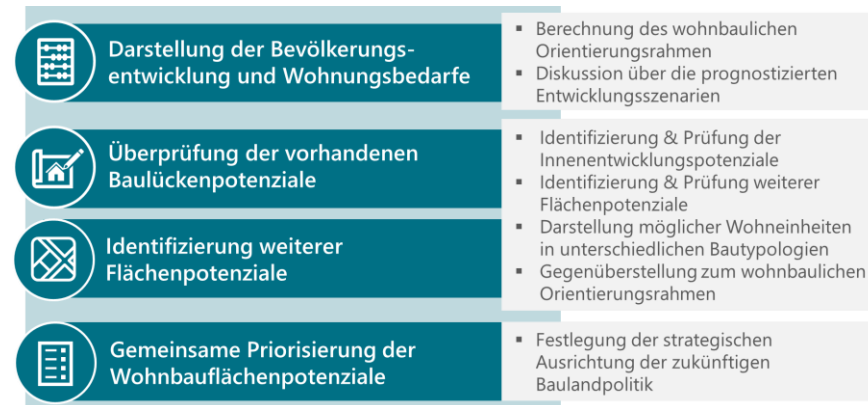 Darstellung der Bevölkerungs-
entwicklung und Wohnungsbedarfe
▪ Berechnung des wohnbaulichen
Orientierungsrahmen
▪ Diskussion über die prognostizierten
Entwicklungsszenarien
Überprüfung der vorhandenen
Baulückenpotenziale
Identifizierung weiterer
Flächenpotenziale
▪ Identifizierung & Prüfung der
Innenentwicklungspotenziale
▪ Identifizierung & Prüfung weiterer
Flächenpotenziale
▪ Darstellung möglicher Wohneinheiten
in unterschiedlichen Bautypologien
▪ Gegenüberstellung zum wohnbaulichen
Orientierungsrahmen
Gemeinsame Priorisierung der
Wohnbauflächenpotenziale
▪ Festlegung der strategischen
Ausrichtung der zukünftigen
Baulandpolitik